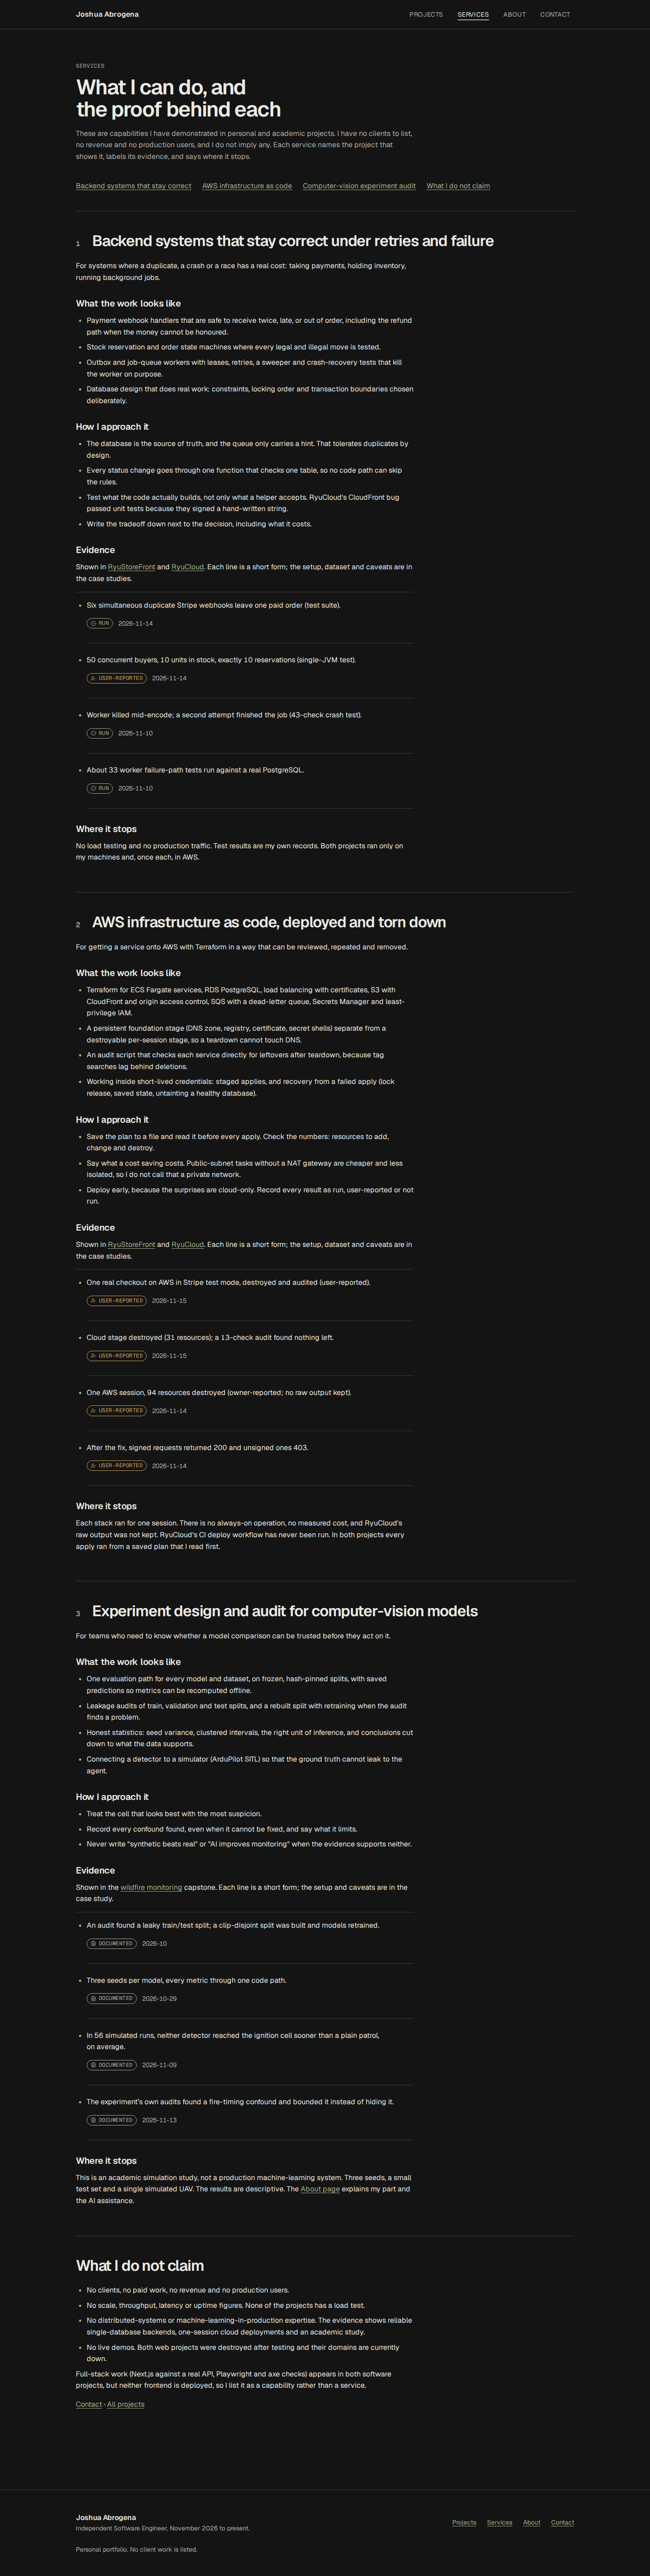 Joshua Abrogena
PROJECTS SERVICES ABOUT CONTACT
SERVICES
What I can do, and
the proof behind each
These are capabilities I have demonstrated in personal and academic projects. I have no clients to list,
no revenue and no production users, and I do not imply any. Each service names the project that
shows it, labels its evidence, and says where it stops.
Backend systems that stay correct AWS infrastructure as code Computer-vision experiment audit What I do not claim
1 Backend systems that stay correct under retries and failure
For systems where a duplicate, a crash or a race has a real cost: taking payments, holding inventory,
running background jobs.
What the work looks like
• Payment webhook handlers that are safe to receive twice, late, or out of order, including the refund
path when the money cannot be honoured.
• Stock reservation and order state machines where every legal and illegal move is tested.
• Outbox and job-queue workers with leases, retries, a sweeper and crash-recovery tests that kill
the worker on purpose.
• Database design that does real work: constraints, locking order and transaction boundaries chosen
deliberately.
How I approach it
• The database is the source of truth, and the queue only carries a hint. That tolerates duplicates by
design.
• Every status change goes through one function that checks one table, so no code path can skip
the rules.
• Test what the code actually builds, not only what a helper accepts. RyuCloud's CloudFront bug
passed unit tests because they signed a hand-written string.
• Write the tradeoff down next to the decision, including what it costs.
Evidence
Shown in RyuStoreFront and RyuCloud. Each line is a short form; the setup, dataset and caveats are in
the case studies.
• Six simultaneous duplicate Stripe webhooks leave one paid order (test suite).
RUN 2026-11-14
• 50 concurrent buyers, 10 units in stock, exactly 10 reservations (single-JVM test).
USER-REPORTED 2026-11-14
• Worker killed mid-encode; a second attempt finished the job (43-check crash test).
RUN 2026-11-10
• About 33 worker failure-path tests run against a real PostgreSQL.
RUN 2026-11-10
Where it stops
No load testing and no production traffic. Test results are my own records. Both projects ran only on
my machines and, once each, in AWS.
2 AWS infrastructure as code, deployed and torn down
For getting a service onto AWS with Terraform in a way that can be reviewed, repeated and removed.
What the work looks like
• Terraform for ECS Fargate services, RDS PostgreSQL, load balancing with certificates, S3 with
CloudFront and origin access control, SQS with a dead-letter queue, Secrets Manager and least-
privilege IAM.
• A persistent foundation stage (DNS zone, registry, certificate, secret shells) separate from a
destroyable per-session stage, so a teardown cannot touch DNS.
• An audit script that checks each service directly for leftovers after teardown, because tag
searches lag behind deletions.
• Working inside short-lived credentials: staged applies, and recovery from a failed apply (lock
release, saved state, untainting a healthy database).
How I approach it
• Save the plan to a file and read it before every apply. Check the numbers: resources to add,
change and destroy.
• Say what a cost saving costs. Public-subnet tasks without a NAT gateway are cheaper and less
isolated, so I do not call that a private network.
• Deploy early, because the surprises are cloud-only. Record every result as run, user-reported or not
run.
Evidence
Shown in RyuStoreFront and RyuCloud. Each line is a short form; the setup, dataset and caveats are in
the case studies.
• One real checkout on AWS in Stripe test mode, destroyed and audited (user-reported).
USER-REPORTED 2026-11-15
• Cloud stage destroyed (31 resources); a 13-check audit found nothing left.
USER-REPORTED 2026-11-15
• One AWS session, 94 resources destroyed (owner-reported; no raw output kept).
USER-REPORTED 2026-11-14
• After the fix, signed requests returned 200 and unsigned ones 403.
USER-REPORTED 2026-11-14
Where it stops
Each stack ran for one session. There is no always-on operation, no measured cost, and RyuCloud's
raw output was not kept. RyuCloud's CI deploy workflow has never been run. In both projects every
apply ran from a saved plan that I read first.
3 Experiment design and audit for computer-vision models
For teams who need to know whether a model comparison can be trusted before they act on it.
What the work looks like
• One evaluation path for every model and dataset, on frozen, hash-pinned splits, with saved
predictions so metrics can be recomputed offline.
• Leakage audits of train, validation and test splits, and a rebuilt split with retraining when the audit
finds a problem.
• Honest statistics: seed variance, clustered intervals, the right unit of inference, and conclusions cut
down to what the data supports.
• Connecting a detector to a simulator (ArduPilot SITL) so that the ground truth cannot leak to the
agent.
How I approach it
• Treat the cell that looks best with the most suspicion.
• Record every confound found, even when it cannot be fixed, and say what it limits.
• Never write "synthetic beats real" or "AI improves monitoring" when the evidence supports neither.
Evidence
Shown in the wildfire monitoring capstone. Each line is a short form; the setup and caveats are in the
case study.
• An audit found a leaky train/test split; a clip-disjoint split was built and models retrained.
DOCUMENTED 2026-10
• Three seeds per model, every metric through one code path.
DOCUMENTED 2026-10-29
• In 56 simulated runs, neither detector reached the ignition cell sooner than a plain patrol,
on average.
DOCUMENTED 2026-11-09
• The experiment's own audits found a fire-timing confound and bounded it instead of hiding it.
DOCUMENTED 2026-11-13
Where it stops
This is an academic simulation study, not a production machine-learning system. Three seeds, a small
test set and a single simulated UAV. The results are descriptive. The About page explains my part and
the AI assistance.
What I do not claim
• No clients, no paid work, no revenue and no production users.
• No scale, throughput, latency or uptime figures. None of the projects has a load test.
• No distributed-systems or machine-learning-in-production expertise. The evidence shows reliable
single-database backends, one-session cloud deployments and an academic study.
• No live demos. Both web projects were destroyed after testing and their domains are currently
down.
Full-stack work (Next.js against a real API, Playwright and axe checks) appears in both software
projects, but neither frontend is deployed, so I list it as a capability rather than a service.
Contact · All projects
Joshua Abrogena
Independent Software Engineer, November 2026 to present.
Projects Services About Contact
Personal portfolio. No client work is listed.